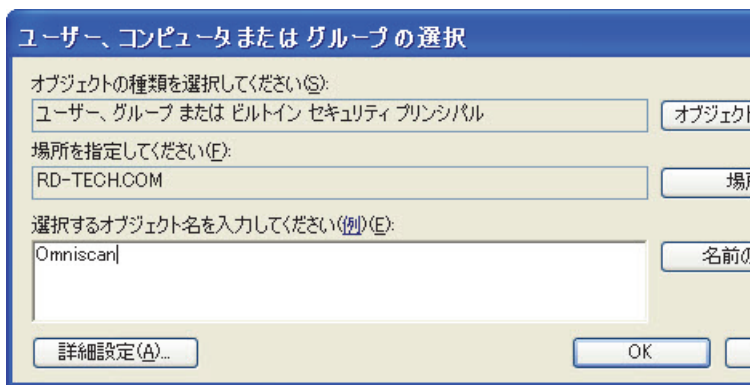 ユーザー、コンピュータまたは グループ の選択
オブジェクトの種類を選択してください(S):
ユーザー、グループ または ビルトイン セキュリティ プリンシパル
オブジェクト
場所を指定してください(F):
RD-TECH.COM
場所
選択するオブジェクト名を入力してください(例)(E):
Omniscan
名前の
詳細設定(A)...
OK